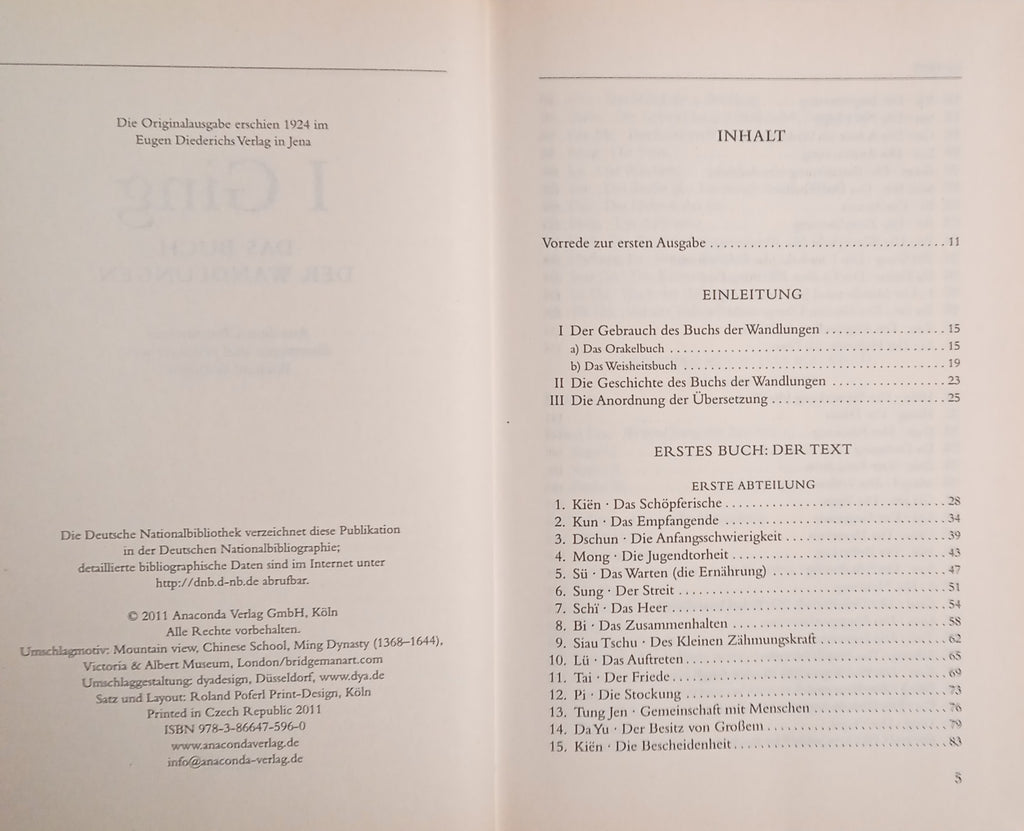 Die Originalausgabe erschien 1924 im
Eugen Diederichs Verlag in Jena
Die Deutsche Nationalbibliothek verzeichnet diese Publikation
in der Deutschen Nationalbibliographie;
detaillierte bibliographische Daten sind im Internet unter
http://dnb.d-nb.de abrufbar.
© 2011 Anaconda Verlag GmbH, Köln
Alle Rechte vorbehalten.
Umschlagmotiv: Mountain view, Chinese School, Ming Dynasty (1368–1644),
Victoria & Albert Museum, London/bridgemanart.com
Umschlaggestaltung: dyadesign, Düsseldorf, www.dya.de
Satz und Layout: Roland Poferl Print-Design, Köln
Printed in Czech Republic 2011
ISBN 978-3-86647-596-0
www.anacondaverlag.de
info@anaconda-verlag.de
INHALT
Vorrede zur ersten Ausgabe 11
EINLEITUNG
I Der Gebrauch des Buchs der Wandlungen 15
a) Das Orakelbuch 15
b) Das Weisheitsbuch 19
II Die Geschichte des Buchs der Wandlungen 23
III Die Anordnung der Übersetzung 25
ERSTES BUCH: DER TEXT
ERSTE ABTEILUNG
1. Kiën · Das Schöpferische 28
2. Kun · Das Empfangende 34
3. Dschun · Die Anfangsschwierigkeit 39
4. Mong · Die Jugendtorheit 43
5. Sü · Das Warten (die Ernährung) 47
6. Sung · Der Streit 51
7. Schï · Das Heer 54
8. Bi · Das Zusammenhalten 58
9. Siau Tschu · Des Kleinen Zähmungskraft 62
10. Lü · Das Auftreten 65
11. Tai · Der Friede 69
12. Pi · Die Stockung 73
13. Tung Jen · Gemeinschaft mit Menschen 76
14. Da Yu · Der Besitz von Großem 79
15. Kiën · Die Bescheidenheit 83
5